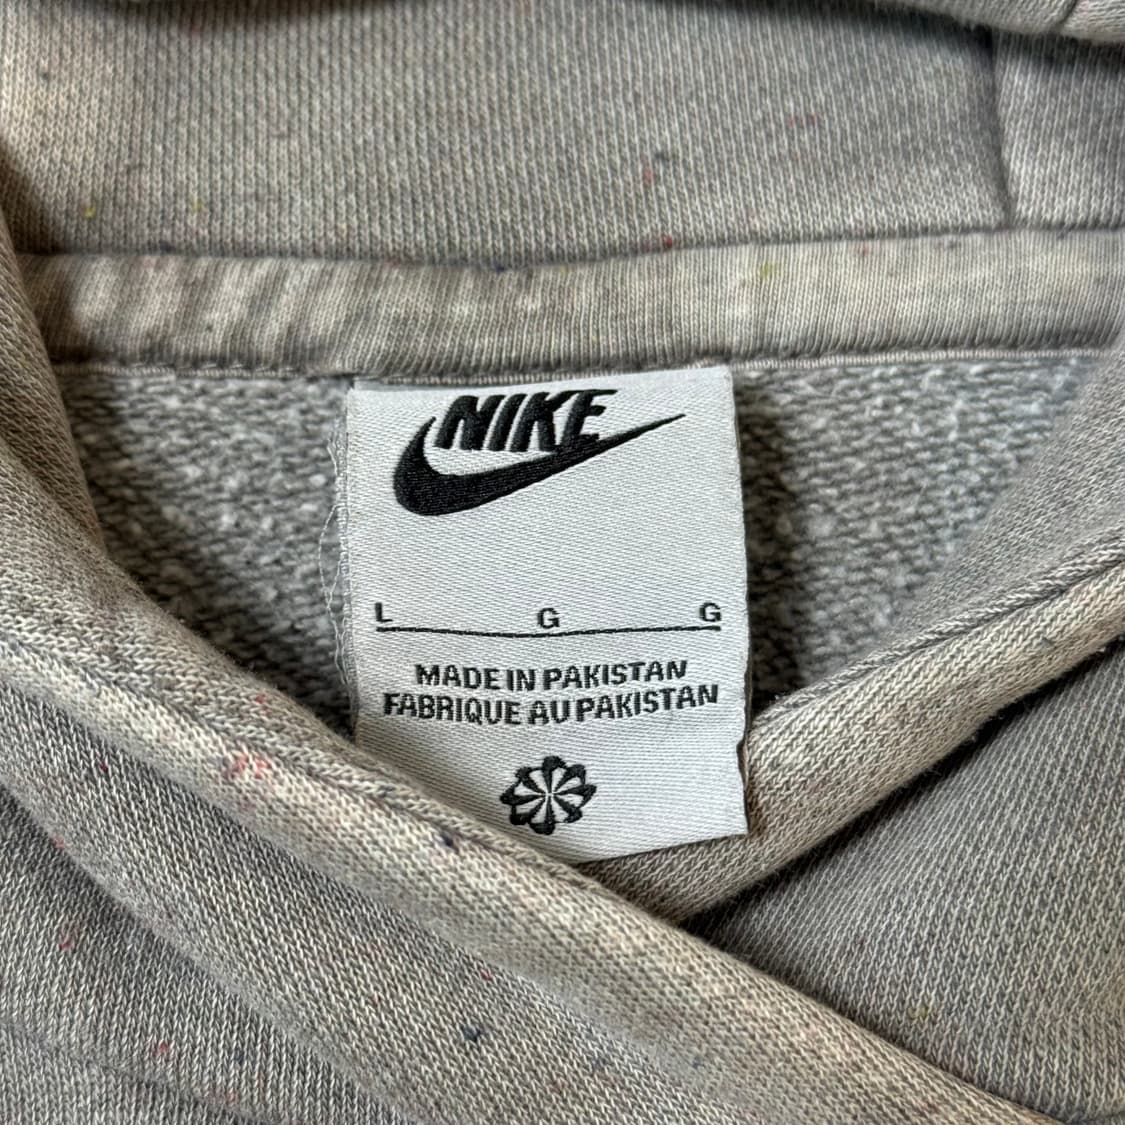 NIKE
L G G
MADE IN PAKISTAN
FABRIQUE AU PAKISTAN